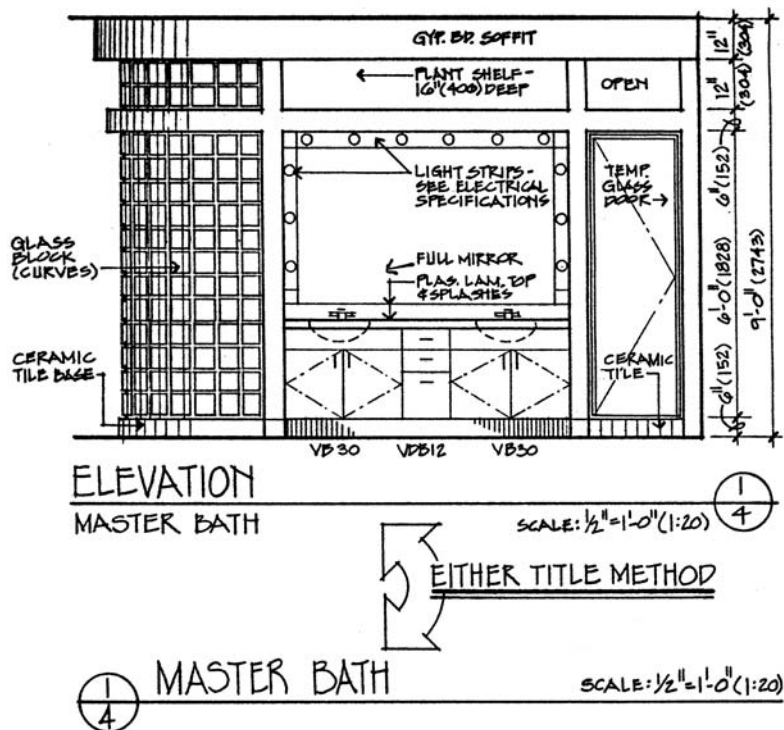 GYP. BD. SOFFIT
PLANT SHELF-
16"(406) DEEP
OPEN
LIGHT STRIPS-
SEE ELECTRICAL
SPECIFICATIONS
TEMP.
GLASS
DOOR
GLASS
BLOCK
(CURVES)
FULL MIRROR
PLAS. LAM. TOP
& SPLASHES
CERAMIC
TILE BASE
CERAMIC
TILE
VB30 VDB12 VB30
12" (304)
12" (304)
6" (152)
6'-0" (1828)
6" (152)
9'-0" (2743)
ELEVATION
MASTER BATH
SCALE: 1/2"=1'-0" (1:20)
1
4
EITHER TITLE METHOD
1
4
MASTER BATH
SCALE: 1/2"=1'-0" (1:20)